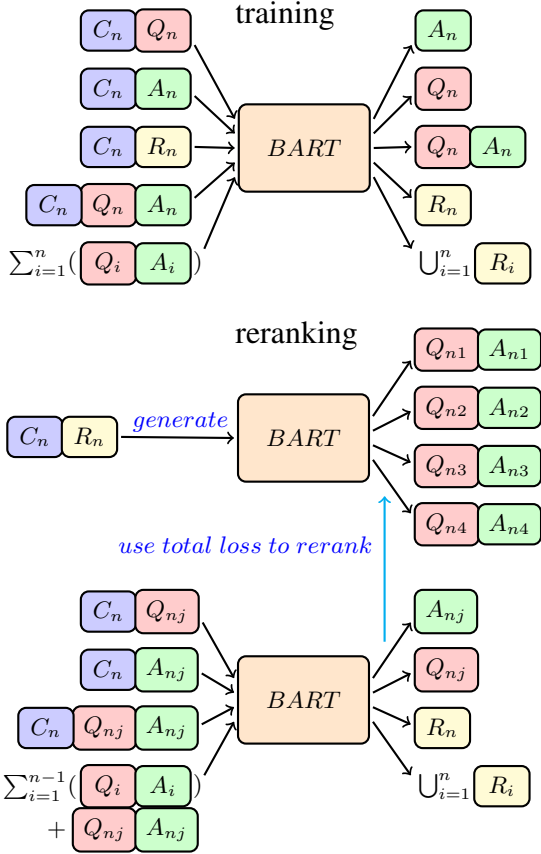 training
C_n Q_n A_n
C_n A_n Q_n
C_n R_n BART Q_n A_n
C_n Q_n A_n R_n
∑_{i=1}^{n}( Q_i A_i ) ⋃_{i=1}^{n} R_i
reranking
Q_{n1} A_{n1}
Q_{n2} A_{n2}
C_n R_n generate BART
Q_{n3} A_{n3}
Q_{n4} A_{n4}
use total loss to rerank
C_n Q_{nj} A_{nj}
C_n A_{nj} BART Q_{nj}
C_n Q_{nj} A_{nj} R_n
∑_{i=1}^{n-1}( Q_i A_i ) ⋃_{i=1}^{n} R_i
+ Q_{nj} A_{nj}